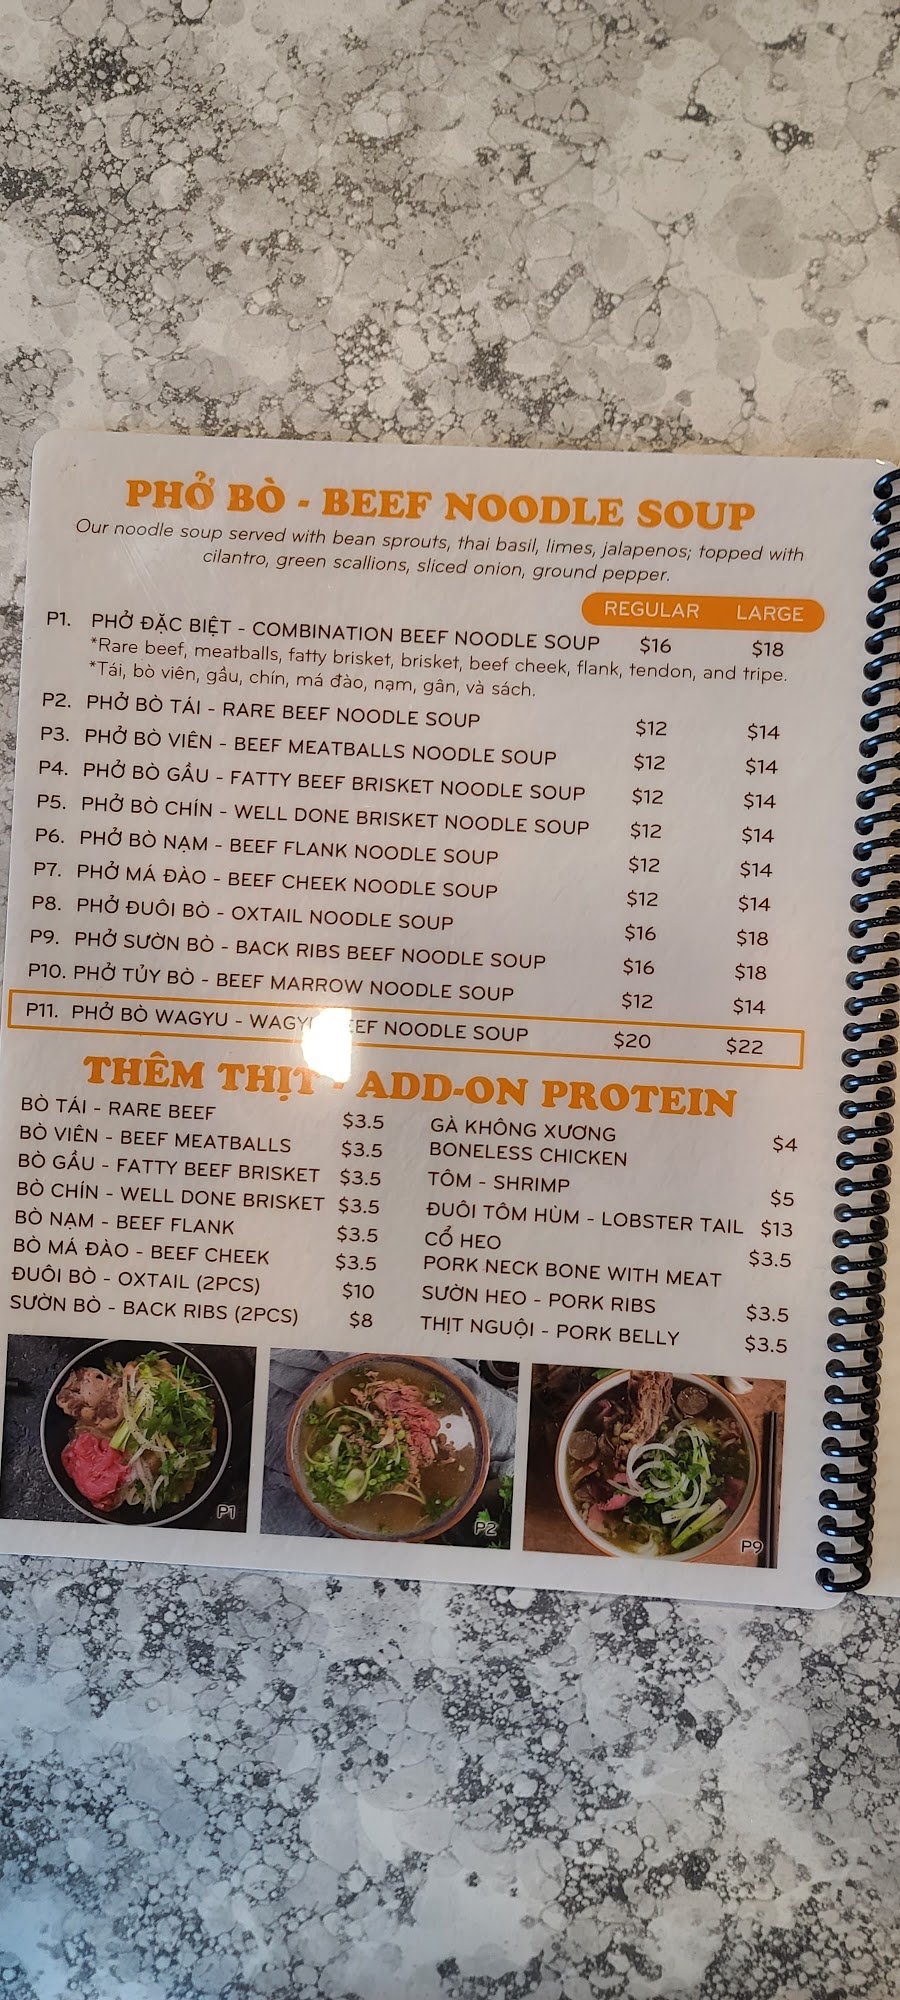 PHỞ BÒ - BEEF NOODLE SOUP
Our noodle soup served with bean sprouts, thai basil, limes, jalapenos; topped with
cilantro, green scallions, sliced onion, ground pepper.
REGULAR LARGE
P1. PHỞ ĐẶC BIỆT - COMBINATION BEEF NOODLE SOUP $16 $18
*Rare beef, meatballs, fatty brisket, brisket, beef cheek, flank, tendon, and tripe.
*Tái, bò viên, gầu, chín, má đào, nạm, gân, và sách.
P2. PHỞ BÒ TÁI - RARE BEEF NOODLE SOUP $12 $14
P3. PHỞ BÒ VIÊN - BEEF MEATBALLS NOODLE SOUP $12 $14
P4. PHỞ BÒ GẦU - FATTY BEEF BRISKET NOODLE SOUP $12 $14
P5. PHỞ BÒ CHÍN - WELL DONE BRISKET NOODLE SOUP $12 $14
P6. PHỞ BÒ NẠM - BEEF FLANK NOODLE SOUP $12 $14
P7. PHỞ MÁ ĐÀO - BEEF CHEEK NOODLE SOUP $12 $14
P8. PHỞ ĐUÔI BÒ - OXTAIL NOODLE SOUP $16 $18
P9. PHỞ SƯỜN BÒ - BACK RIBS BEEF NOODLE SOUP $16 $18
P10. PHỞ TỦY BÒ - BEEF MARROW NOODLE SOUP $12 $14
P11. PHỞ BÒ WAGYU - WAGYU BEEF NOODLE SOUP $20 $22
THÊM THỊT - ADD-ON PROTEIN
BÒ TÁI - RARE BEEF $3.5
BÒ VIÊN - BEEF MEATBALLS $3.5
BÒ GẦU - FATTY BEEF BRISKET $3.5
BÒ CHÍN - WELL DONE BRISKET $3.5
BÒ NẠM - BEEF FLANK $3.5
BÒ MÁ ĐÀO - BEEF CHEEK $3.5
ĐUÔI BÒ - OXTAIL (2PCS) $10
SƯỜN BÒ - BACK RIBS (2PCS) $8
GÀ KHÔNG XƯƠNG
BONELESS CHICKEN $4
TÔM - SHRIMP $5
ĐUÔI TÔM HÙM - LOBSTER TAIL $13
CỔ HEO $3.5
PORK NECK BONE WITH MEAT
SƯỜN HEO - PORK RIBS $3.5
THỊT NGUỘI - PORK BELLY $3.5
P1
P2
P9